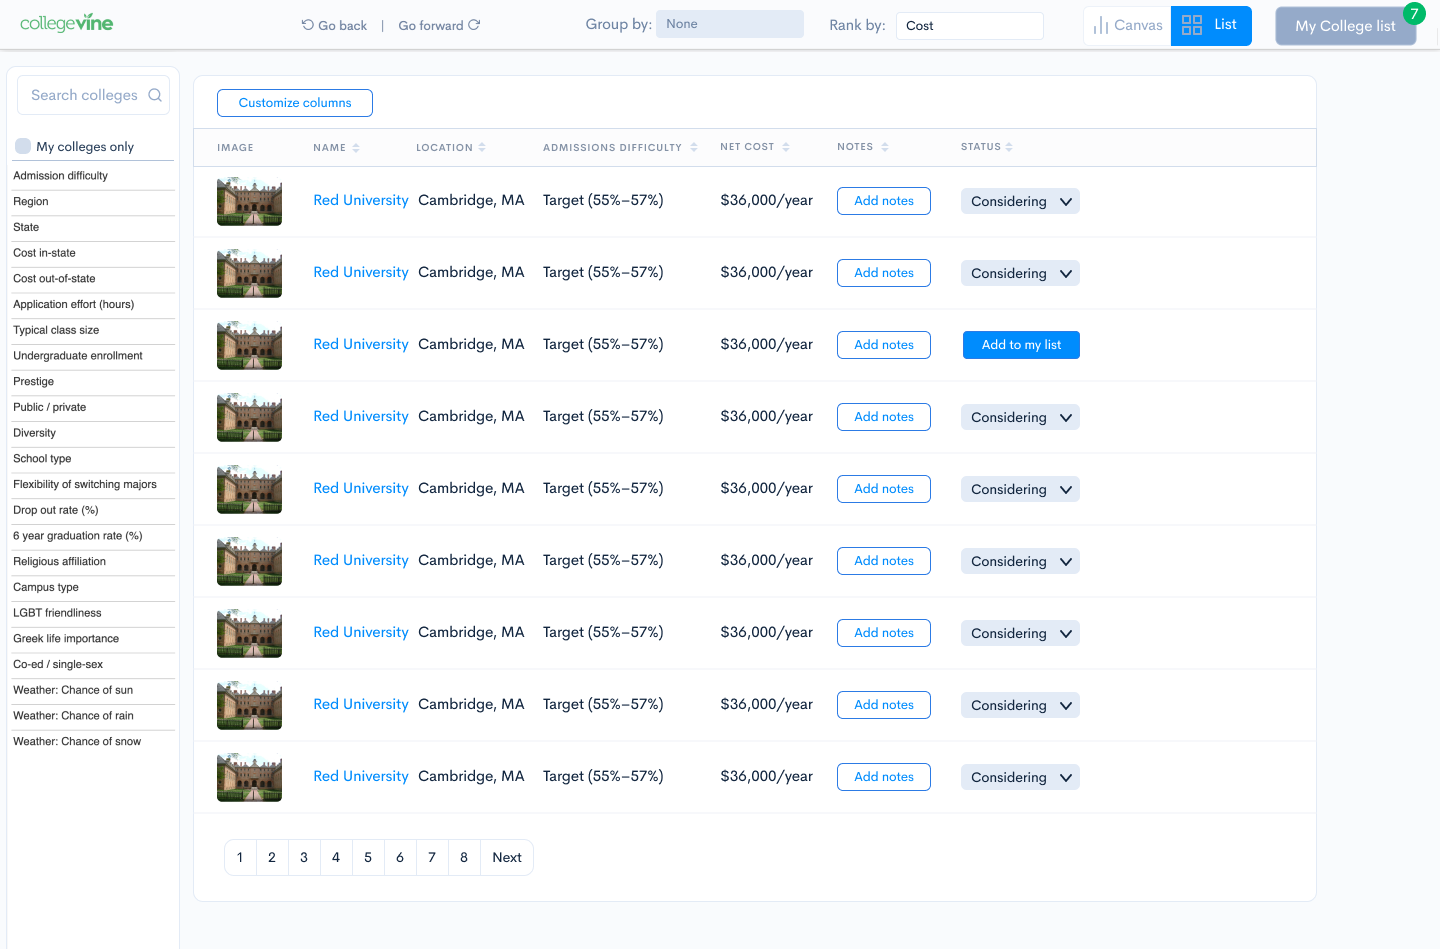 collegevine
Go back | Go forward
Group by: None
Rank by: Cost
Canvas
List
My College list
7
Search colleges
My colleges only
Admission difficulty
Region
State
Cost in-state
Cost out-of-state
Application effort (hours)
Typical class size
Undergraduate enrollment
Prestige
Public / private
Diversity
School type
Flexibility of switching majors
Drop out rate (%)
6 year graduation rate (%)
Religious affiliation
Campus type
LGBT friendliness
Greek life importance
Co-ed / single-sex
Weather: Chance of sun
Weather: Chance of rain
Weather: Chance of snow
Customize columns
IMAGE NAME LOCATION ADMISSIONS DIFFICULTY NET COST NOTES STATUS
Red University Cambridge, MA Target (55%–57%) $36,000/year Add notes Considering
Red University Cambridge, MA Target (55%–57%) $36,000/year Add notes Considering
Red University Cambridge, MA Target (55%–57%) $36,000/year Add notes Add to my list
Red University Cambridge, MA Target (55%–57%) $36,000/year Add notes Considering
Red University Cambridge, MA Target (55%–57%) $36,000/year Add notes Considering
Red University Cambridge, MA Target (55%–57%) $36,000/year Add notes Considering
Red University Cambridge, MA Target (55%–57%) $36,000/year Add notes Considering
Red University Cambridge, MA Target (55%–57%) $36,000/year Add notes Considering
Red University Cambridge, MA Target (55%–57%) $36,000/year Add notes Considering
1 2 3 4 5 6 7 8 Next